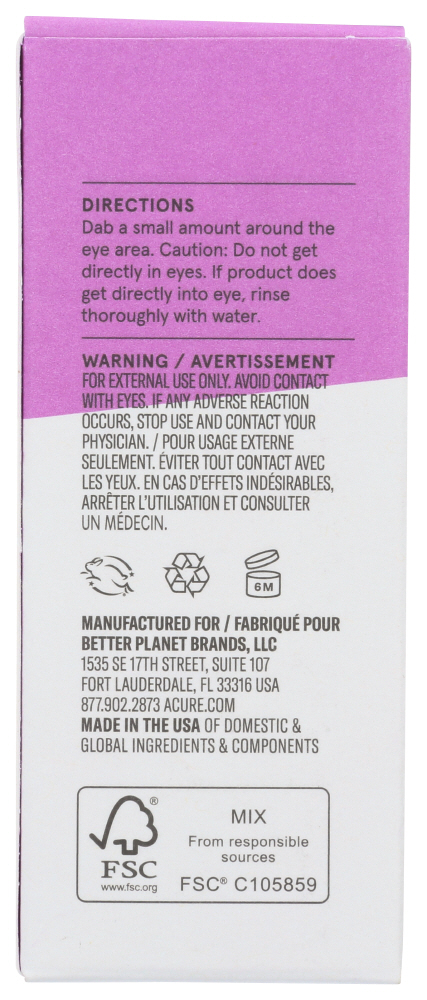 DIRECTIONS
Dab a small amount around the
eye area. Caution: Do not get
directly in eyes. If product does
get directly into eye, rinse
thoroughly with water.
WARNING / AVERTISSEMENT
FOR EXTERNAL USE ONLY. AVOID CONTACT
WITH EYES. IF ANY ADVERSE REACTION
OCCURS, STOP USE AND CONTACT YOUR
PHYSICIAN. / POUR USAGE EXTERNE
SEULEMENT. ÉVITER TOUT CONTACT AVEC
LES YEUX. EN CAS D'EFFETS INDÉSIRABLES,
ARRÊTER L'UTILISATION ET CONSULTER
UN MÉDECIN.
6M
MANUFACTURED FOR / FABRIQUÉ POUR
BETTER PLANET BRANDS, LLC
1535 SE 17TH STREET, SUITE 107
FORT LAUDERDALE, FL 33316 USA
877.902.2873 ACURE.COM
MADE IN THE USA OF DOMESTIC &
GLOBAL INGREDIENTS & COMPONENTS
®
FSC
www.fsc.org
MIX
From responsible
sources
FSC® C105859